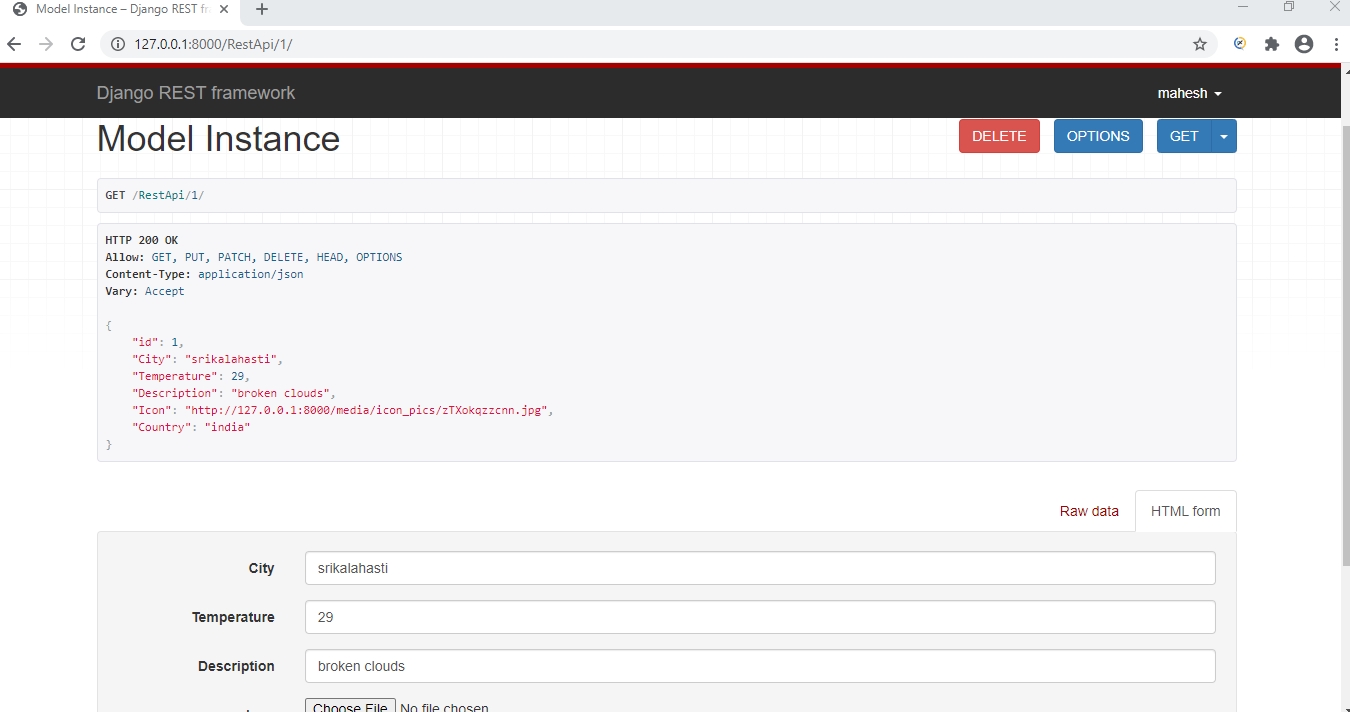 Model Instance – Django REST fr
127.0.0.1:8000/RestApi/1/
Django REST framework
mahesh
Model Instance
DELETE
OPTIONS
GET
GET /RestApi/1/
HTTP 200 OK
Allow: GET, PUT, PATCH, DELETE, HEAD, OPTIONS
Content-Type: application/json
Vary: Accept
{
"id": 1,
"City": "srikalahasti",
"Temperature": 29,
"Description": "broken clouds",
"Icon": "http://127.0.0.1:8000/media/icon_pics/zTXokqzzcnn.jpg",
"Country": "india"
}
Raw data
HTML form
City
srikalahasti
Temperature
29
Description
broken clouds
Choose File No file chosen